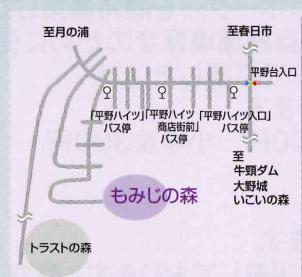 至月の浦
至春日市
平野台入口
「平野ハイツ」
バス停
「平野ハイツ
商店街前」
バス停
「平野ハイツ入口」
バス停
至
牛頸ダム
大野城
いこいの森
もみじの森
トラストの森